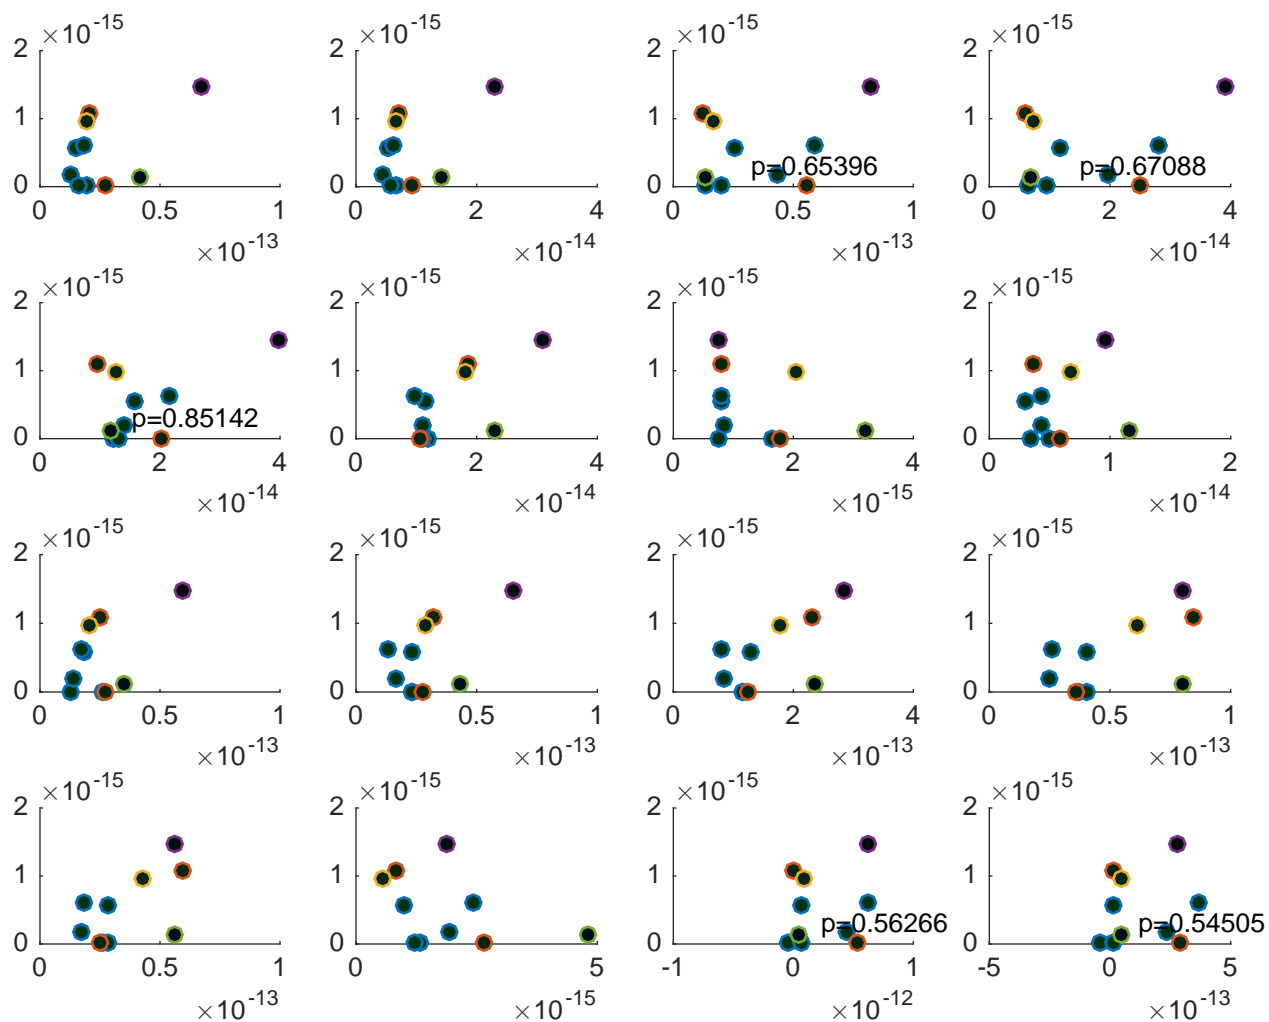 ×10-15 ×10-15 ×10-15 ×10-15
2 2 2 2
1 1 1 1
p=0.65396 p=0.67088
0 0 0 0
0 0.5 1 0 2 4 0 0.5 1 0 2 4
×10-13 ×10-14 ×10-13 ×10-14
×10-15 ×10-15 ×10-15 ×10-15
2 2 2 2
1 1 1 1
p=0.85142
0 0 0 0
0 2 4 0 2 4 0 2 4 0 1 2
×10-14 ×10-14 ×10-15 ×10-14
×10-15 ×10-15 ×10-15 ×10-15
2 2 2 2
1 1 1 1
0 0 0 0
0 0.5 1 0 0.5 1 0 2 4 0 0.5 1
×10-13 ×10-13 ×10-13 ×10-13
×10-15 ×10-15 ×10-15 ×10-15
2 2 2 2
1 1 1 1
p=0.56266 p=0.54505
0 0 0 0
0 0.5 1 0 5 -1 0 1 -5 0 5
×10-13 ×10-15 ×10-12 ×10-13